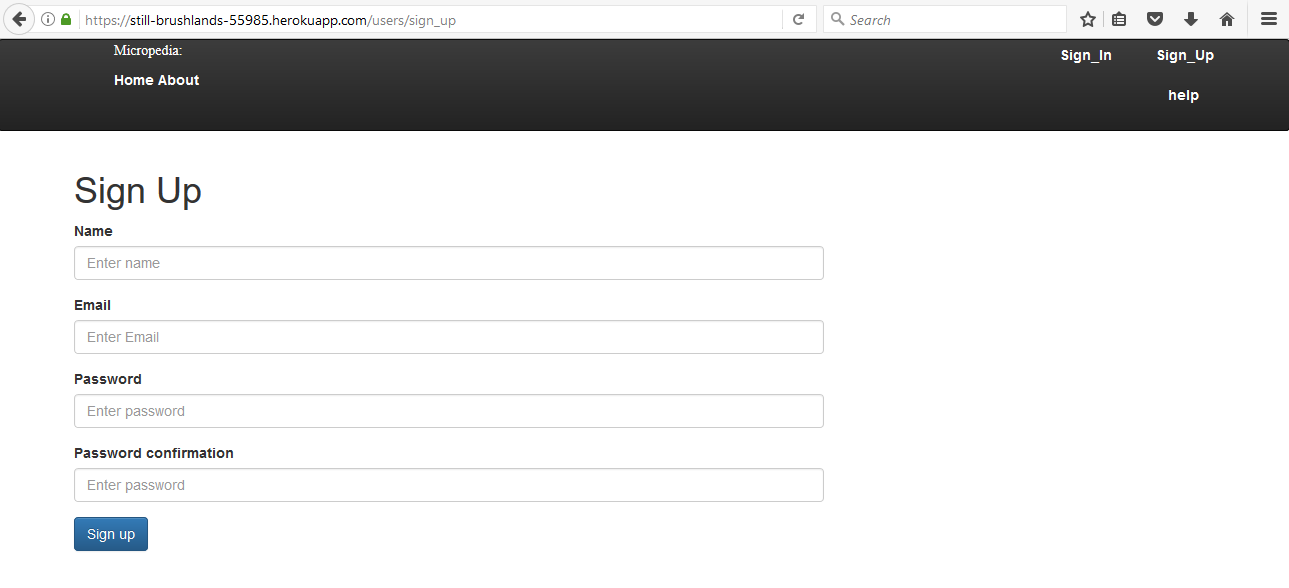 https://still-brushlands-55985.herokuapp.com/users/sign_up
Search
Micropedia:
Sign_In Sign_Up
Home About
help
Sign Up
Name
Enter name
Email
Enter Email
Password
Enter password
Password confirmation
Enter password
Sign up